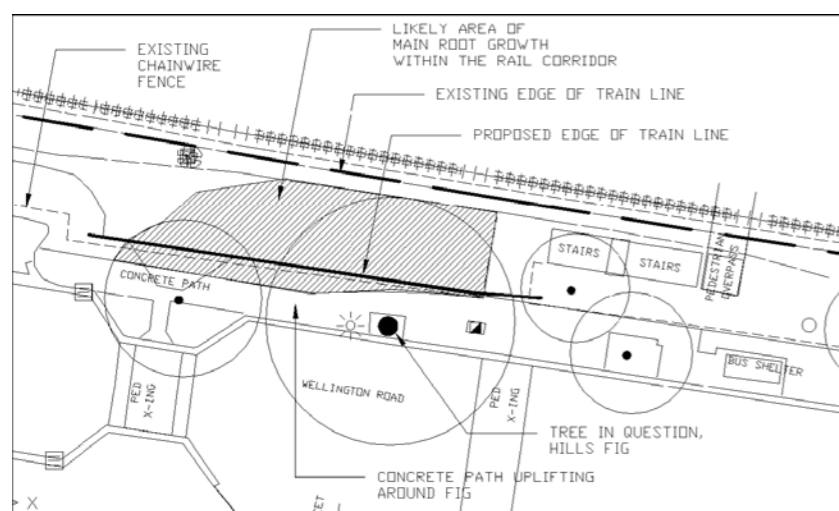 LIKELY AREA OF
MAIN ROOT GROWTH
WITHIN THE RAIL CORRIDOR
EXISTING
CHAINWIRE
FENCE
EXISTING EDGE OF TRAIN LINE
PROPOSED EDGE OF TRAIN LINE
STAIRS
STAIRS
PEDESTRIAN
OVERPASS
CONCRETE PATH
BUS SHELTER
WELLINGTON ROAD
PED
X-ING
PED
X-ING
TREE IN QUESTION,
HILLS FIG
CONCRETE PATH UPLIFTING
AROUND FIG
X